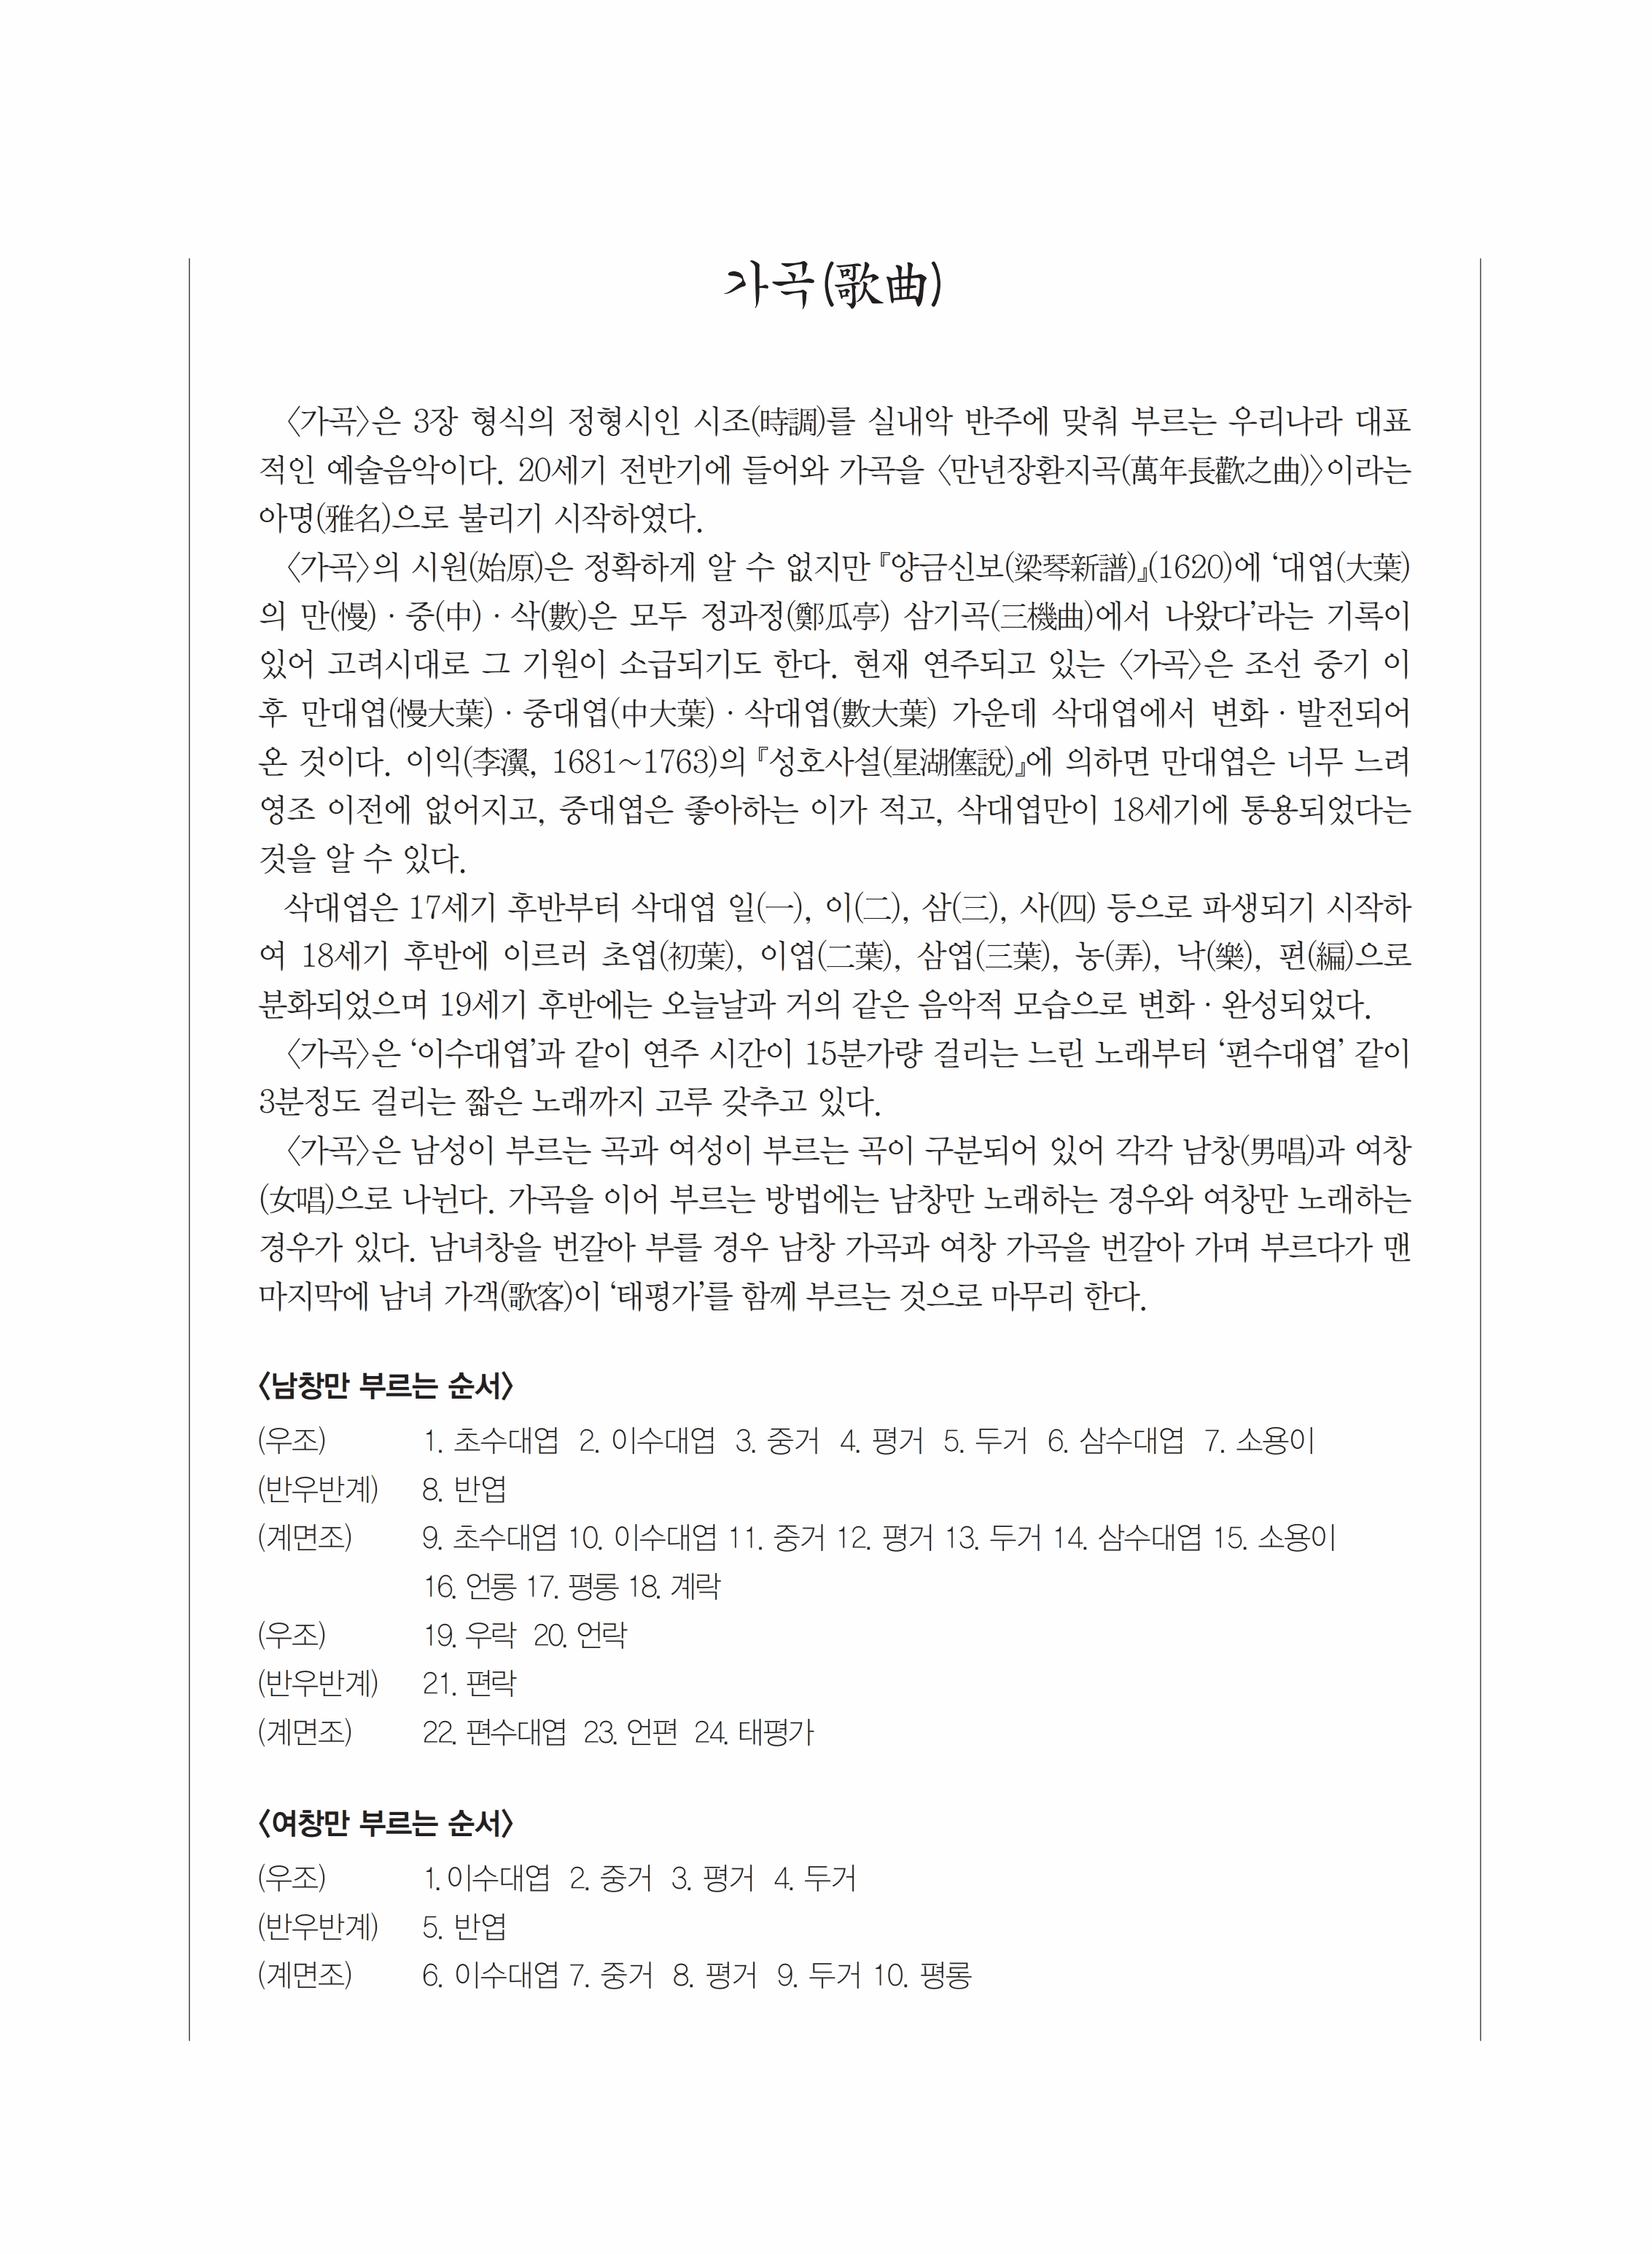 가곡(歌曲)
〈가곡〉은 3장 형식의 정형시인 시조(時調)를 실내악 반주에 맞춰 부르는 우리나라 대표
적인 예술음악이다. 20세기 전반기에 들어와 가곡을 〈만년장환지곡(萬年長歡之曲)〉이라는
아명(雅名)으로 불리기 시작하였다.
〈가곡〉의 시원(始原)은 정확하게 알 수 없지만 『양금신보(梁琴新譜)』(1620)에 ‘대엽(大葉)
의 만(慢)·중(中)·삭(數)은 모두 정과정(鄭瓜亭) 삼기곡(三機曲)에서 나왔다’라는 기록이
있어 고려시대로 그 기원이 소급되기도 한다. 현재 연주되고 있는 〈가곡〉은 조선 중기 이
후 만대엽(慢大葉)·중대엽(中大葉)·삭대엽(數大葉) 가운데 삭대엽에서 변화·발전되어
온 것이다. 이익(李瀷, 1681~1763)의 『성호사설(星湖僿說)』에 의하면 만대엽은 너무 느려
영조 이전에 없어지고, 중대엽은 좋아하는 이가 적고, 삭대엽만이 18세기에 통용되었다는
것을 알 수 있다.
삭대엽은 17세기 후반부터 삭대엽 일(一), 이(二), 삼(三), 사(四) 등으로 파생되기 시작하
여 18세기 후반에 이르러 초엽(初葉), 이엽(二葉), 삼엽(三葉), 농(弄), 낙(樂), 편(編)으로
분화되었으며 19세기 후반에는 오늘날과 거의 같은 음악적 모습으로 변화·완성되었다.
〈가곡〉은 ‘이수대엽’과 같이 연주 시간이 15분가량 걸리는 느린 노래부터 ‘편수대엽’ 같이
3분정도 걸리는 짧은 노래까지 고루 갖추고 있다.
〈가곡〉은 남성이 부르는 곡과 여성이 부르는 곡이 구분되어 있어 각각 남창(男唱)과 여창
(女唱)으로 나뉜다. 가곡을 이어 부르는 방법에는 남창만 노래하는 경우와 여창만 노래하는
경우가 있다. 남녀창을 번갈아 부를 경우 남창 가곡과 여창 가곡을 번갈아 가며 부르다가 맨
마지막에 남녀 가객(歌客)이 ‘태평가’를 함께 부르는 것으로 마무리 한다.
〈남창만 부르는 순서〉
(우조) 1. 초수대엽 2. 이수대엽 3. 중거 4. 평거 5. 두거 6. 삼수대엽 7. 소용이
(반우반계) 8. 반엽
(계면조) 9. 초수대엽 10. 이수대엽 11. 중거 12. 평거 13. 두거 14. 삼수대엽 15. 소용이
16. 언롱 17. 평롱 18. 계락
(우조) 19. 우락 20. 언락
(반우반계) 21. 편락
(계면조) 22. 편수대엽 23. 언편 24. 태평가
〈여창만 부르는 순서〉
(우조) 1. 이수대엽 2. 중거 3. 평거 4. 두거
(반우반계) 5. 반엽
(계면조) 6. 이수대엽 7. 중거 8. 평거 9. 두거 10. 평롱